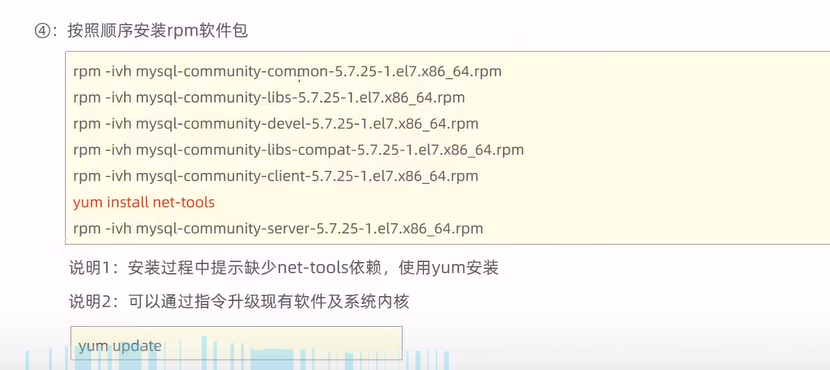 ④：按照顺序安装rpm软件包
rpm -ivh mysql-community-common-5.7.25-1.el7.x86_64.rpm
rpm -ivh mysql-community-libs-5.7.25-1.el7.x86_64.rpm
rpm -ivh mysql-community-devel-5.7.25-1.el7.x86_64.rpm
rpm -ivh mysql-community-libs-compat-5.7.25-1.el7.x86_64.rpm
rpm -ivh mysql-community-client-5.7.25-1.el7.x86_64.rpm
yum install net-tools
rpm -ivh mysql-community-server-5.7.25-1.el7.x86_64.rpm
说明1：安装过程中提示缺少net-tools依赖，使用yum安装
说明2：可以通过指令升级现有软件及系统内核
yum update